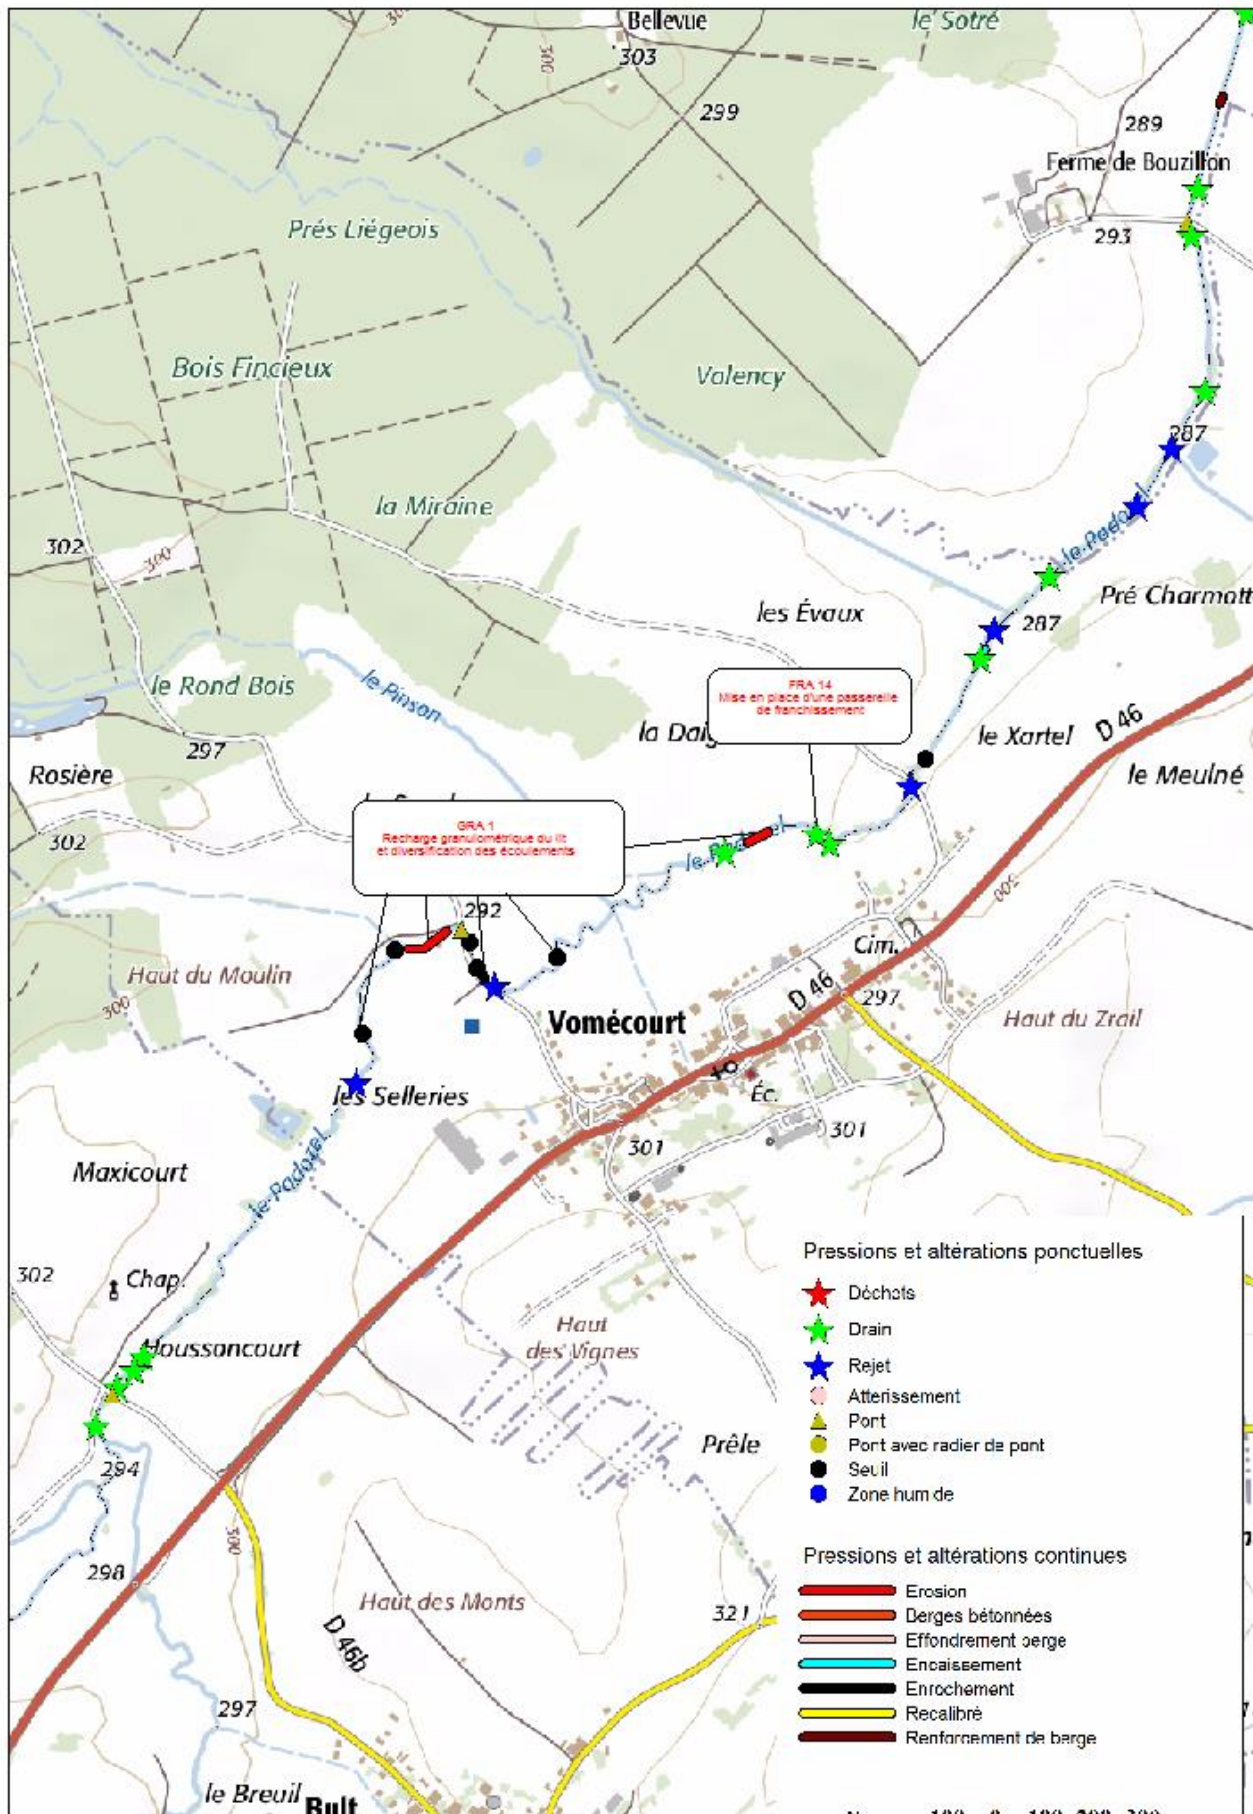 Bellevue
le Sotré
300
303
299
289
Ferme de Bouzillon
293
Prés Liégeois
Bois Fincieux
Valency
287
la Miraine
302
300
les Évaux
287
Pré Charmott
le Rond Bois
le Pinson
FRA 14
Mise en place d'une passerelle
de franchissement
297
D 46
le Xartel
le Meulné
Rosière
302
GRA 1
Recharge granulométrique du lit
et diversification des écoulements
300
292
Cim.
Haut du Moulin
300
Vomécourt
D 46
297
Haut du Zrail
les Selleries
Éc.
301
301
Maxicourt
le Padozel
302
Chap.
Houssoncourt
Haut
des Vignes
Prêle
294
300
298
Haut des Monts
321
D 46b
297
le Breuil
Bult
Pressions et altérations ponctuelles
Déchets
Drain
Rejet
Atterissement
Pont
Pont avec radier de pont
Seuil
Zone humide
Pressions et altérations continues
Erosion
Berges bétonnées
Effondrement berge
Encaissement
Enrochement
Recalibré
Renforcement de berge